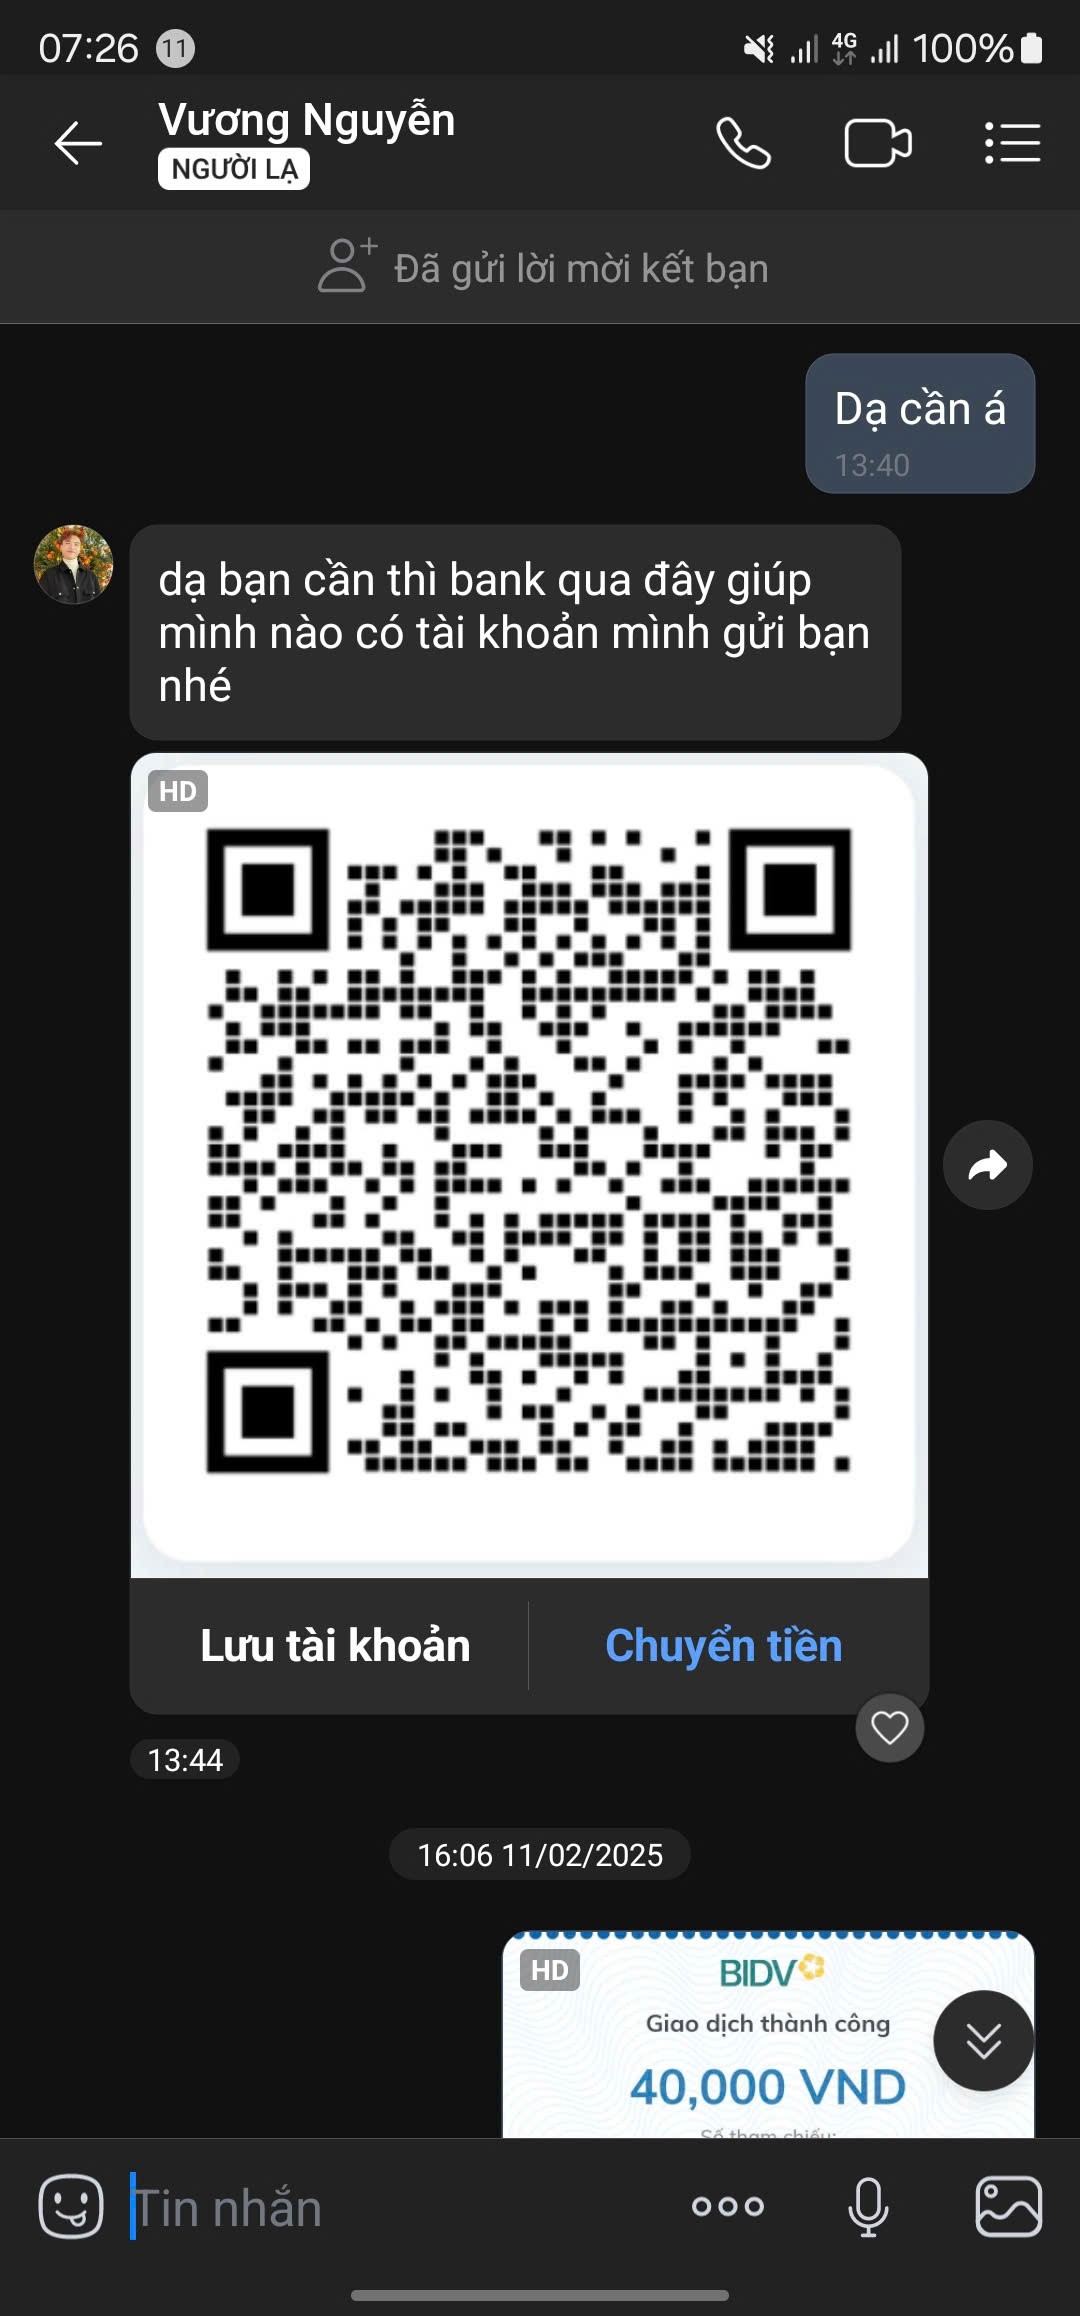 07:26 11 4G 100%
Vương Nguyễn
NGƯỜI LẠ
Đã gửi lời mời kết bạn
Dạ cần á
13:40
dạ bạn cần thì bank qua đây giúp
mình nào có tài khoản mình gửi bạn
nhé
HD
Lưu tài khoản Chuyển tiền
13:44
16:06 11/02/2025
HD
BIDV
Giao dịch thành công
40,000 VND
Số tham chiếu:
Tin nhắn